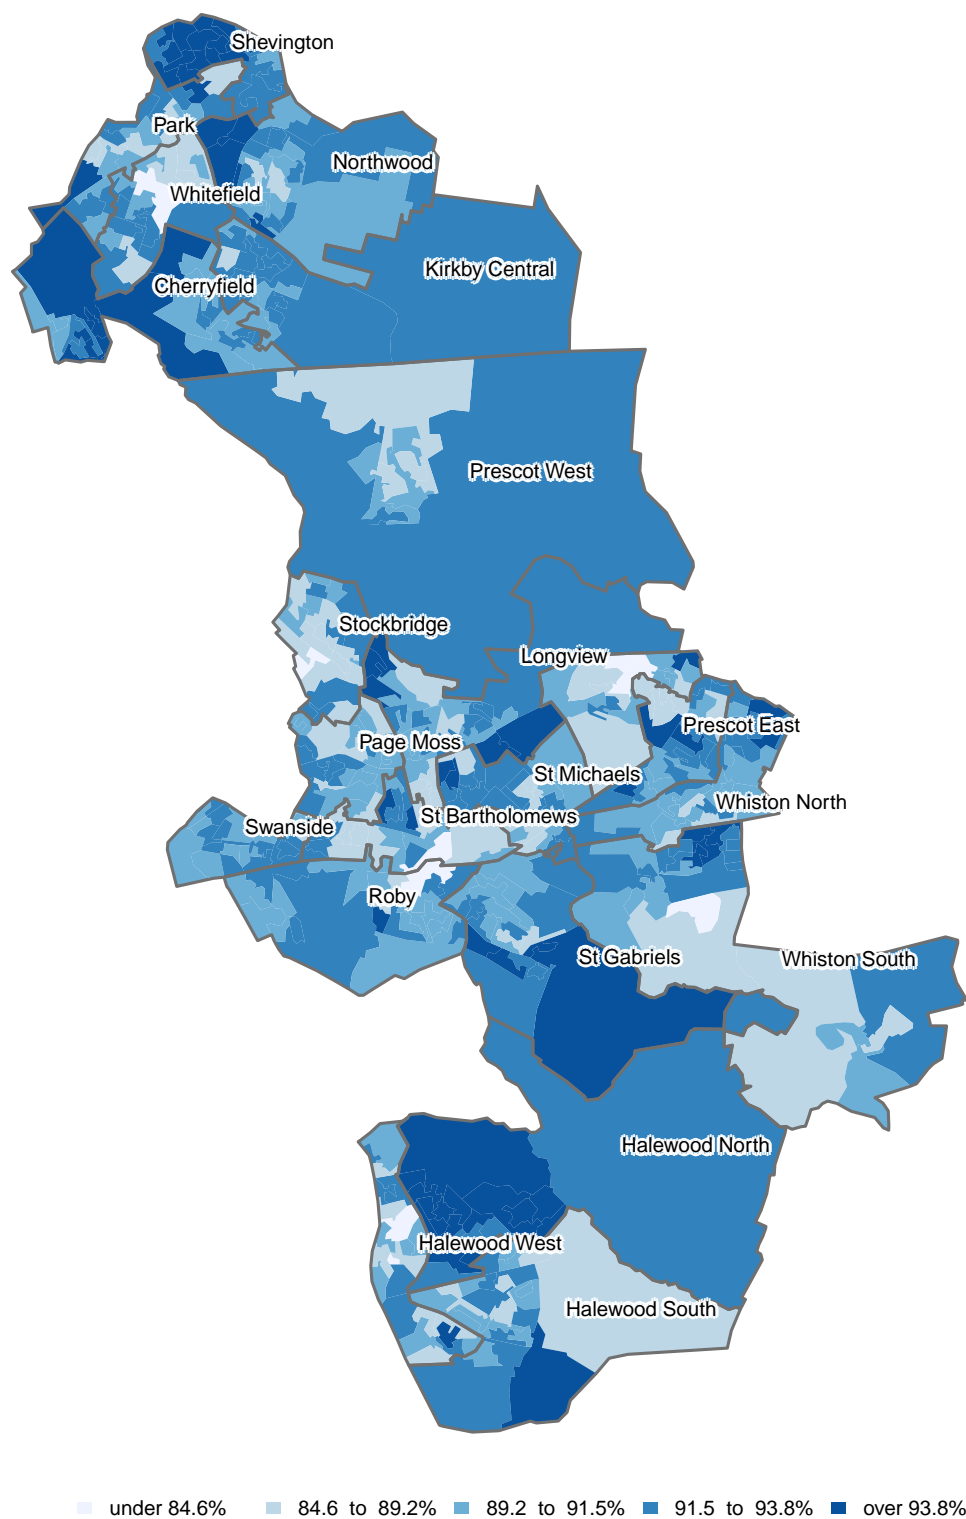 Shevington
Park
Northwood
Whitefield
Kirkby Central
Cherryfield
Prescot West
Stockbridge
Longview
Prescot East
Page Moss
St Michaels
Whiston North
St Bartholomews
Swanside
Roby
St Gabriels
Whiston South
Halewood North
Halewood West
Halewood South
under 84.6% 84.6 to 89.2% 89.2 to 91.5% 91.5 to 93.8% over 93.8%